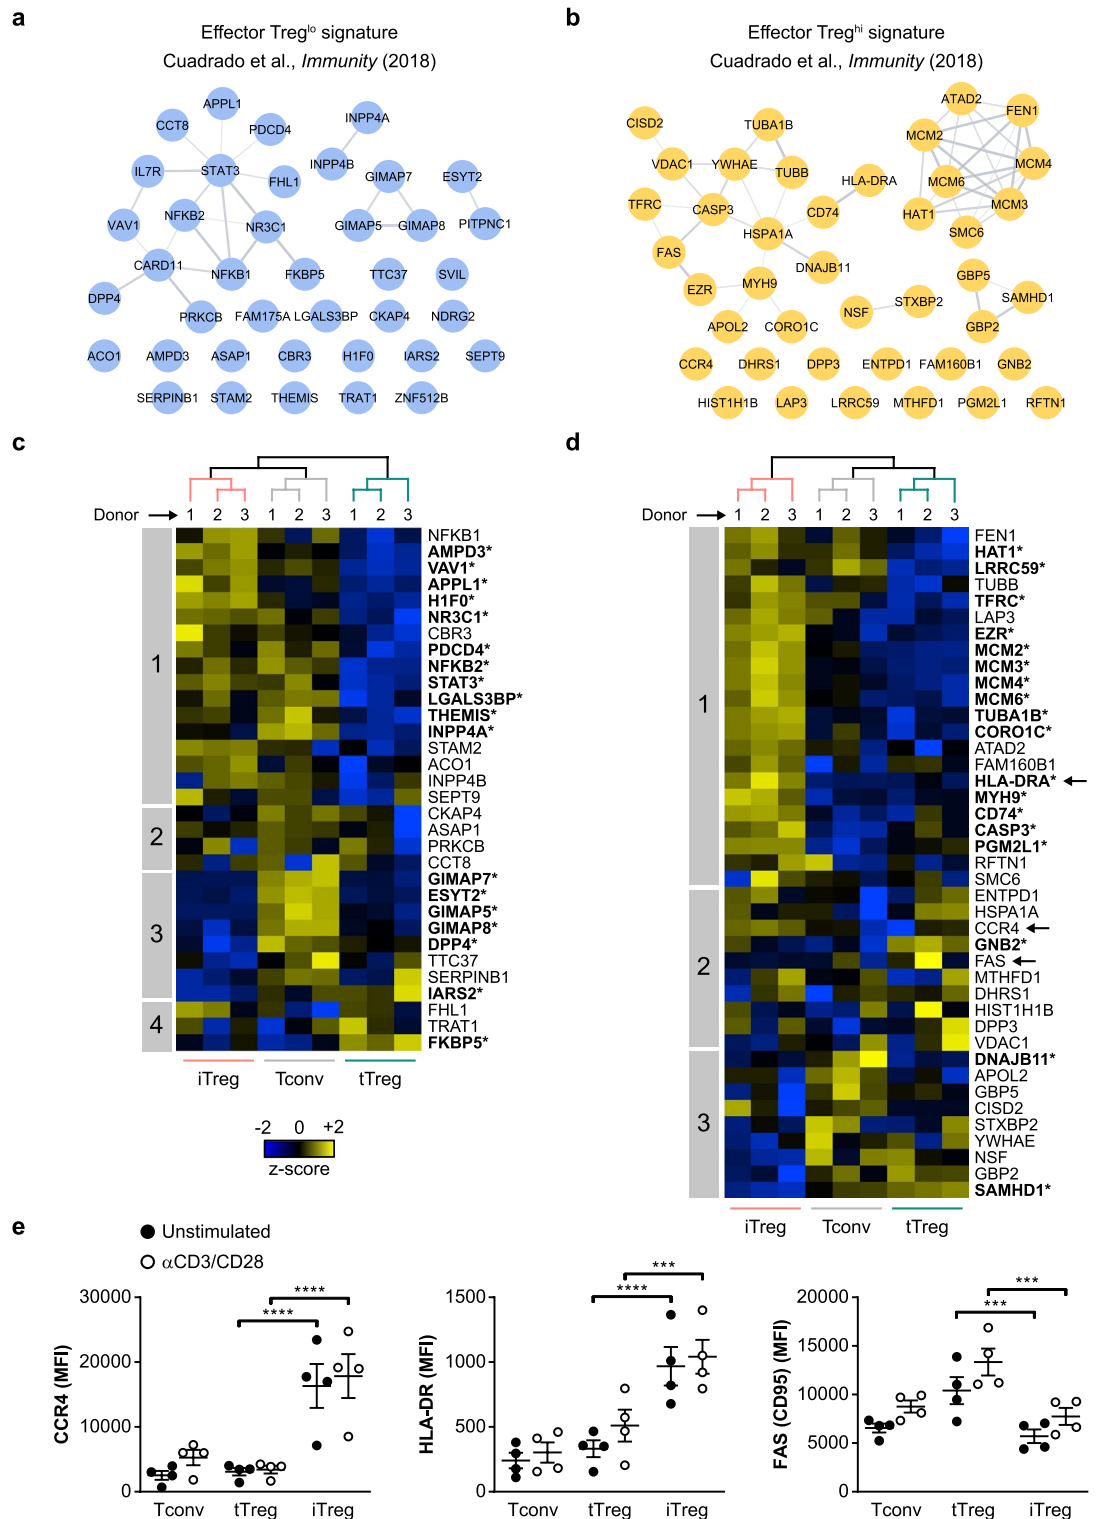 a
Effector Treglo signature
Cuadrado et al., Immunity (2018)
APPL1
CCT8
PDCD4
INPP4A
IL7R
STAT3
FHL1
INPP4B
GIMAP7
ESYT2
VAV1
NFKB2
NR3C1
GIMAP5
GIMAP8
PITPNC1
CARD11
NFKB1
FKBP5
TTC37
SVIL
DPP4
PRKCB
FAM175A
LGALS3BP
CKAP4
NDRG2
ACO1
AMPD3
ASAP1
CBR3
H1F0
IARS2
SEPT9
SERPINB1
STAM2
THEMIS
TRAT1
ZNF512B
b
Effector Treghi signature
Cuadrado et al., Immunity (2018)
ATAD2
FEN1
CISD2
TUBA1B
MCM2
VDAC1
YWHAE
TUBB
HLA-DRA
MCM6
MCM4
TFRC
CASP3
CD74
HAT1
MCM3
HSPA1A
SMC6
FAS
DNAJB11
GBP5
EZR
MYH9
NSF
STXBP2
SAMHD1
APOL2
CORO1C
GBP2
CCR4
DHRS1
DPP3
ENTPD1
FAM160B1
GNB2
HIST1H1B
LAP3
LRRC59
MTHFD1
PGM2L1
RFTN1
c
Donor
1 2 3 1 2 3 1 2 3
1
2
3
4
NFKB1
AMPD3*
VAV1*
APPL1*
H1F0*
NR3C1*
CBR3
PDCD4*
NFKB2*
STAT3*
LGALS3BP*
THEMIS*
INPP4A*
STAM2
ACO1
INPP4B
SEPT9
CKAP4
ASAP1
PRKCB
CCT8
GIMAP7*
ESYT2*
GIMAP5*
GIMAP8*
DPP4*
TTC37
SERPINB1
IARS2*
FHL1
TRAT1
FKBP5*
iTreg Tconv tTreg
-2 0 +2
z-score
d
Donor
1 2 3 1 2 3 1 2 3
1
2
3
FEN1
HAT1*
LRRC59*
TUBB
TFRC*
LAP3
EZR*
MCM2*
MCM3*
MCM4*
MCM6*
TUBA1B*
CORO1C*
ATAD2
FAM160B1
HLA-DRA*
MYH9*
CD74*
CASP3*
PGM2L1*
RFTN1
SMC6
ENTPD1
HSPA1A
CCR4
GNB2*
FAS
MTHFD1
DHRS1
HIST1H1B
DPP3
VDAC1
DNAJB11*
APOL2
GBP5
CISD2
STXBP2
YWHAE
NSF
GBP2
SAMHD1*
iTreg Tconv tTreg
e
Unstimulated
αCD3/CD28
CCR4 (MFI)
30000
20000
10000
0
****
****
Tconv tTreg iTreg
HLA-DR (MFI)
1500
1000
500
0
***
****
Tconv tTreg iTreg
FAS (CD95) (MFI)
20000
15000
10000
5000
0
***
***
Tconv tTreg iTreg